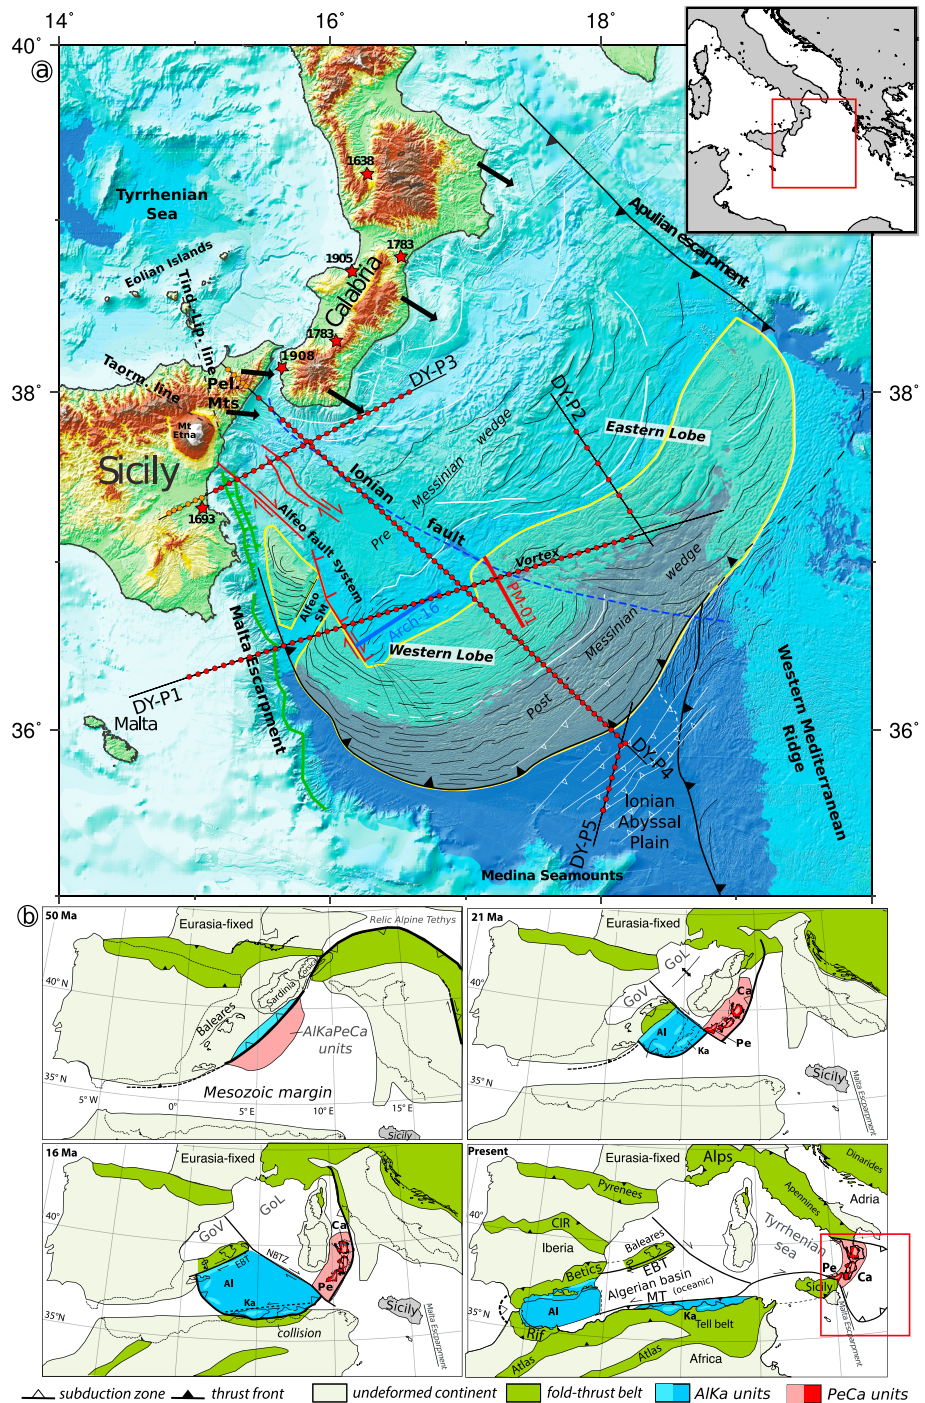 14°
16°
18°
40°
a
1638
Tyrrhenian
Sea
Apulian escarpment
1783
1905
Eolian Islands
Calabria
Tind.-Lip. line
1783
1908
DY-P3
38°
Taorm. line
Pel.
Mts
DY-P2
38°
Mt
Etna
Eastern Lobe
wedge
Sicily
Ionian
Messinian
1693
Alfeo fault system
fault
Pre
Vortex
wedge
PM-01
Alfeo
SM
Arch-16
Messinian
Malta Escarpment
Western Lobe
Western Mediterranean
Ridge
DY-P1
Post
Malta
36°
36°
DY-P4
Ionian
Abyssal
Plain
DY-P5
Medina Seamounts
b
50 Ma
Eurasia-fixed
Relic Alpine Tethys
40° N
Sardinia
Baleares
AlKaPeCa
units
35° N
Mesozoic margin
5° W
0°
5° E
10° E
15° E
Sicily
21 Ma
Eurasia-fixed
GoL
40° N
GoV
Ca
Al
Ka
Pe
35° N
Sicily
Malta Escparpment
16 Ma
Eurasia-fixed
40°
GoV
GoL
Ca
EBT
NBTZ
Al
Pe
Ka
Sicily
35° N
collision
Malta Escparpment
Present
Eurasia-fixed
Alps
Dinarides
Pyrenees
Apennines
Adria
40°
CIR
Tyrrhenian
sea
Baleares
Iberia
EBT
Betics
Algerian basin
(oceanic)
Pe
Ca
Sicily
MT
Al
Ka
Tell belt
35° N
Rif
Atlas
Atlas
Africa
Malta Escparpment
subduction zone
thrust front
undeformed continent
fold-thrust belt
AlKa units
PeCa units